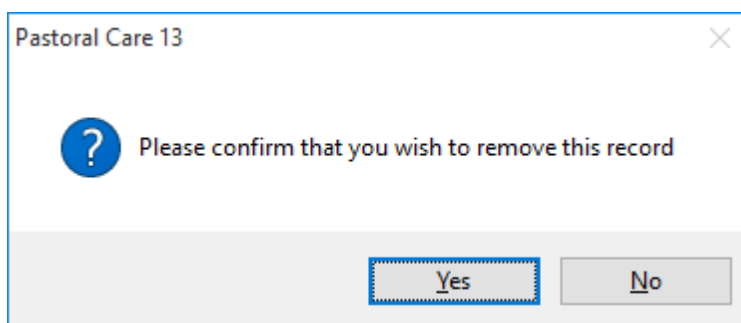 Pastoral Care 13
?
Please confirm that you wish to remove this record
Yes
No